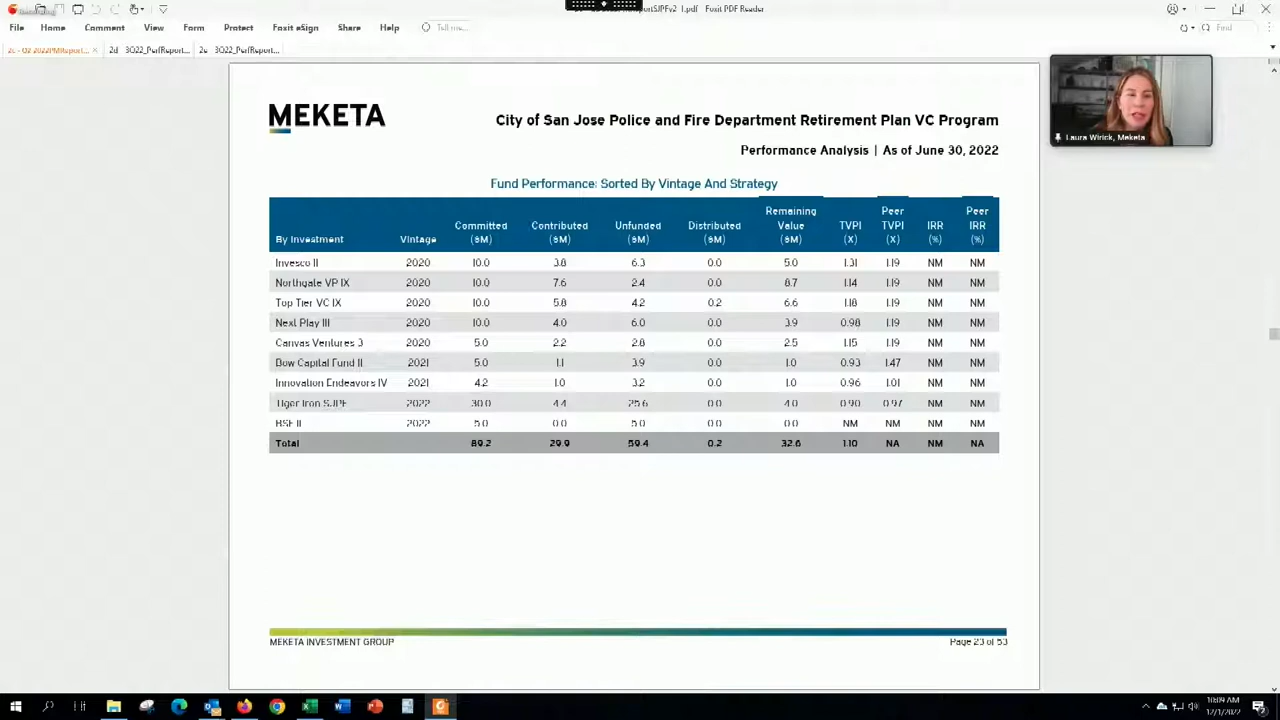 File Home Comment View Form Protect Foxit eSign Share Help Tell me... Find
2d - 3Q22_PerfReport... 2e - 3Q22_PerfReport...
MEKETA
City of San Jose Police and Fire Department Retirement Plan VC Program
Performance Analysis | As of June 30, 2022
Laura Wirick, Meketa
Fund Performance: Sorted By Vintage And Strategy
By Investment Vintage Committed ($M) Contributed ($M) Unfunded ($M) Distributed ($M) Remaining Value ($M) TVPI (X) Peer TVPI (X) IRR (%) Peer IRR (%)
Invesco II 2020 10.0 3.8 6.3 0.0 5.0 1.31 1.19 NM NM
Northgate VP IX 2020 10.0 7.6 2.4 0.0 8.7 1.14 1.19 NM NM
Top Tier VC IX 2020 10.0 5.8 4.2 0.2 6.6 1.18 1.19 NM NM
Next Play III 2020 10.0 4.0 6.0 0.0 3.9 0.98 1.19 NM NM
Canvas Ventures 3 2020 5.0 2.2 2.8 0.0 2.5 1.15 1.19 NM NM
Bow Capital Fund II 2021 5.0 1.1 3.9 0.0 1.0 0.93 1.47 NM NM
Innovation Endeavors IV 2021 4.2 1.0 3.2 0.0 1.0 0.96 1.01 NM NM
Tiger Iron SJPF 2022 30.0 4.4 25.6 0.0 4.0 0.90 0.97 NM NM
BSF II 2022 5.0 0.0 5.0 0.0 0.0 NM NM NM NM
Total 89.2 29.9 59.4 0.2 32.6 1.10 NA NM NA
MEKETA INVESTMENT GROUP
Page 23 of 53
10:09 AM
12/1/2022